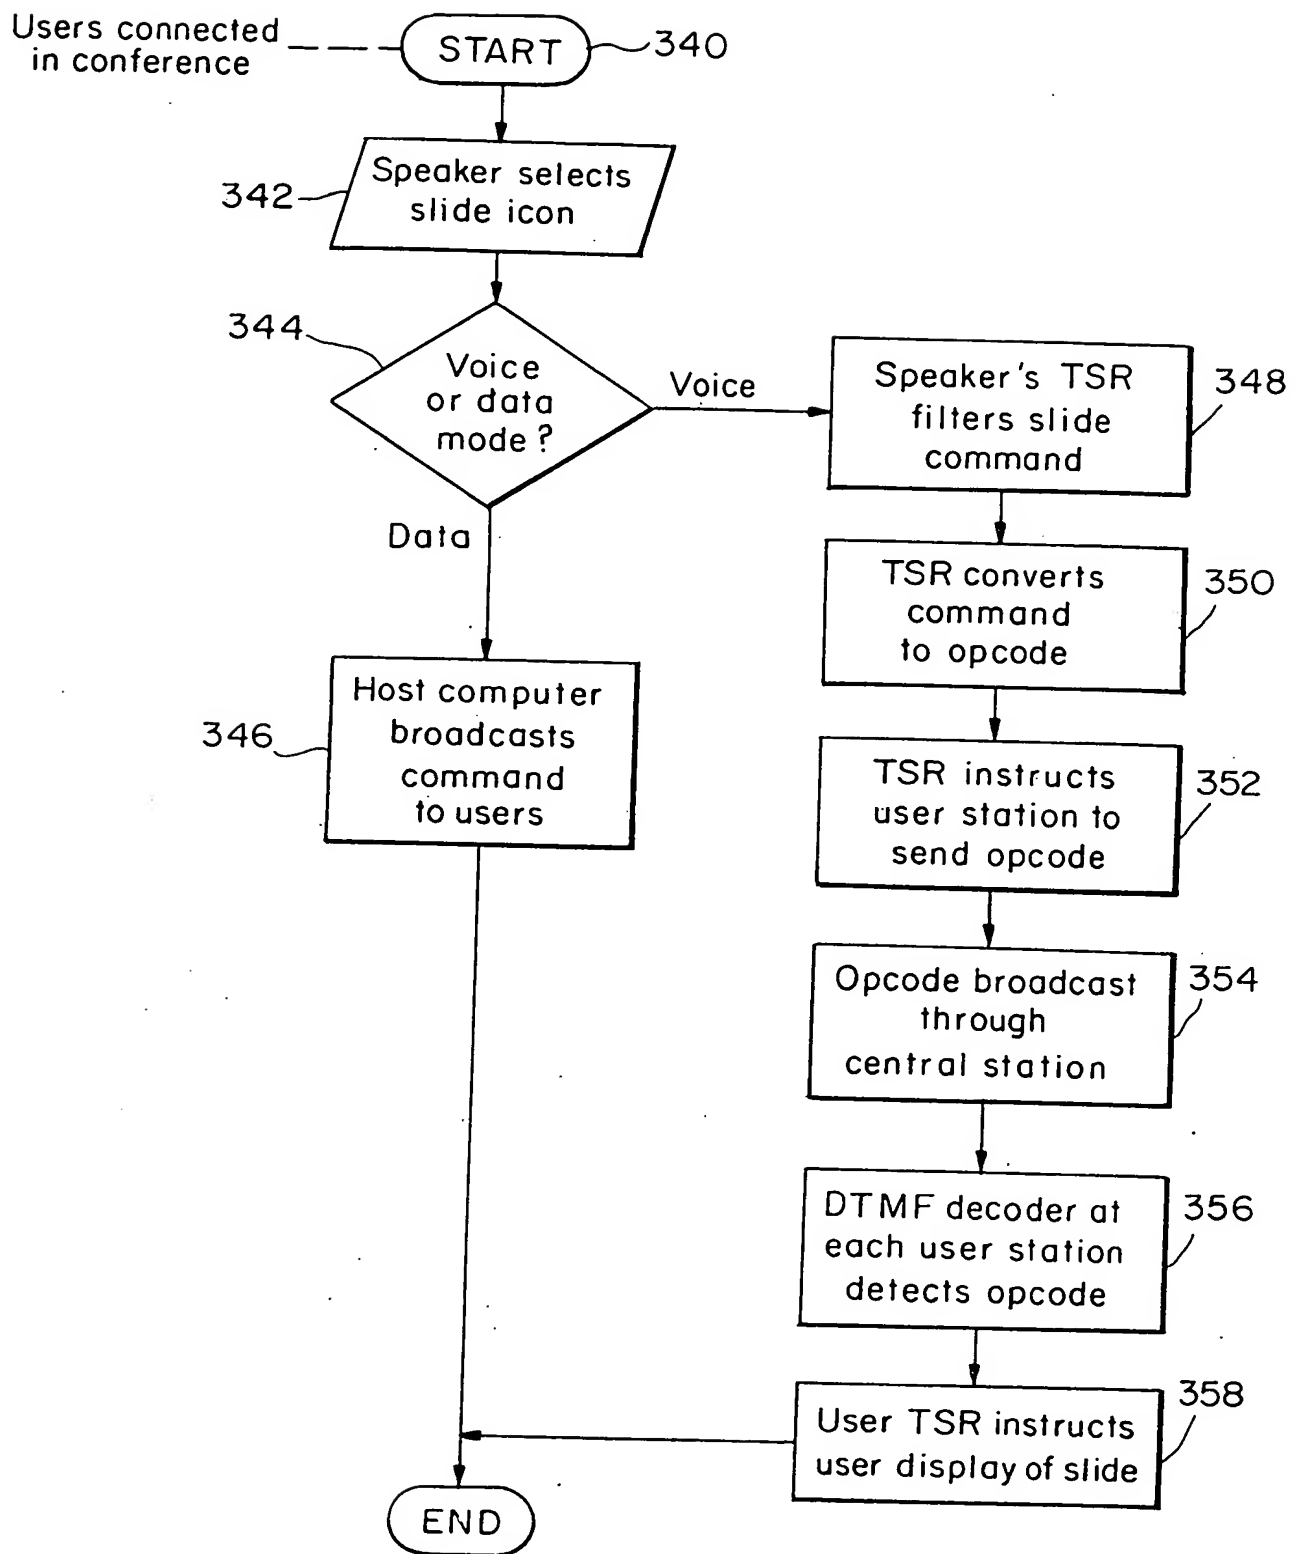 Users connected
in conference
START
340
342
Speaker selects
slide icon
344
Voice
or data
mode?
Voice
Data
Speaker's TSR
filters slide
command
348
TSR converts
command
to opcode
350
346
Host computer
broadcasts
command
to users
TSR instructs
user station to
send opcode
352
Opcode broadcast
through
central station
354
DTMF decoder at
each user station
detects opcode
356
User TSR instructs
user display of slide
358
END